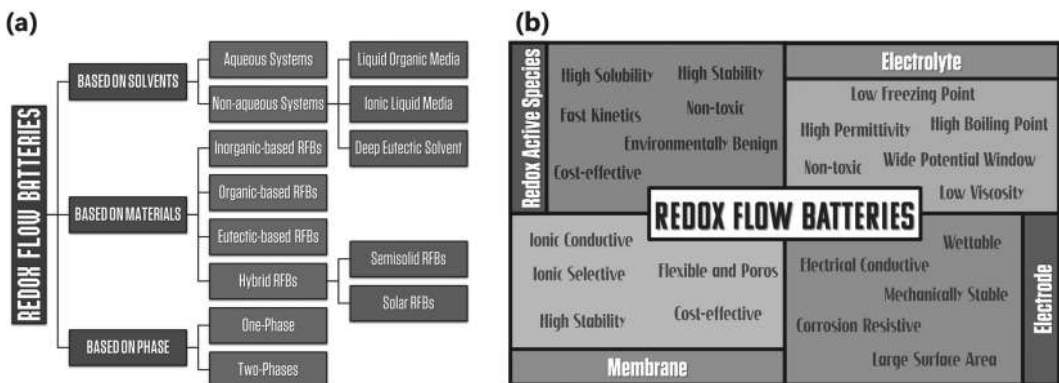 (a)
REDOX FLOW BATTERIES
BASED ON SOLVENTS
Aqueous Systems
Non-aqueous Systems
Liquid Organic Media
Ionic Liquid Media
Deep Eutectic Solvent
BASED ON MATERIALS
Inorganic-based RFBs
Organic-based RFBs
Eutectic-based RFBs
Hybrid RFBs
Semisolid RFBs
Solar RFBs
BASED ON PHASE
One-Phase
Two-Phases
(b)
Redox Active Species
High Solubility
High Stability
Fast Kinetics
Non-toxic
Environmentally Benign
Cost-effective
Electrolyte
Low Freezing Point
High Permittivity
High Boiling Point
Non-toxic
Wide Potential Window
Low Viscosity
REDOX FLOW BATTERIES
Ionic Conductive
Ionic Selective
Flexible and Poros
High Stability
Cost-effective
Membrane
Wettable
Electrical Conductive
Mechanically Stable
Corrosion Resistive
Large Surface Area
Electrode